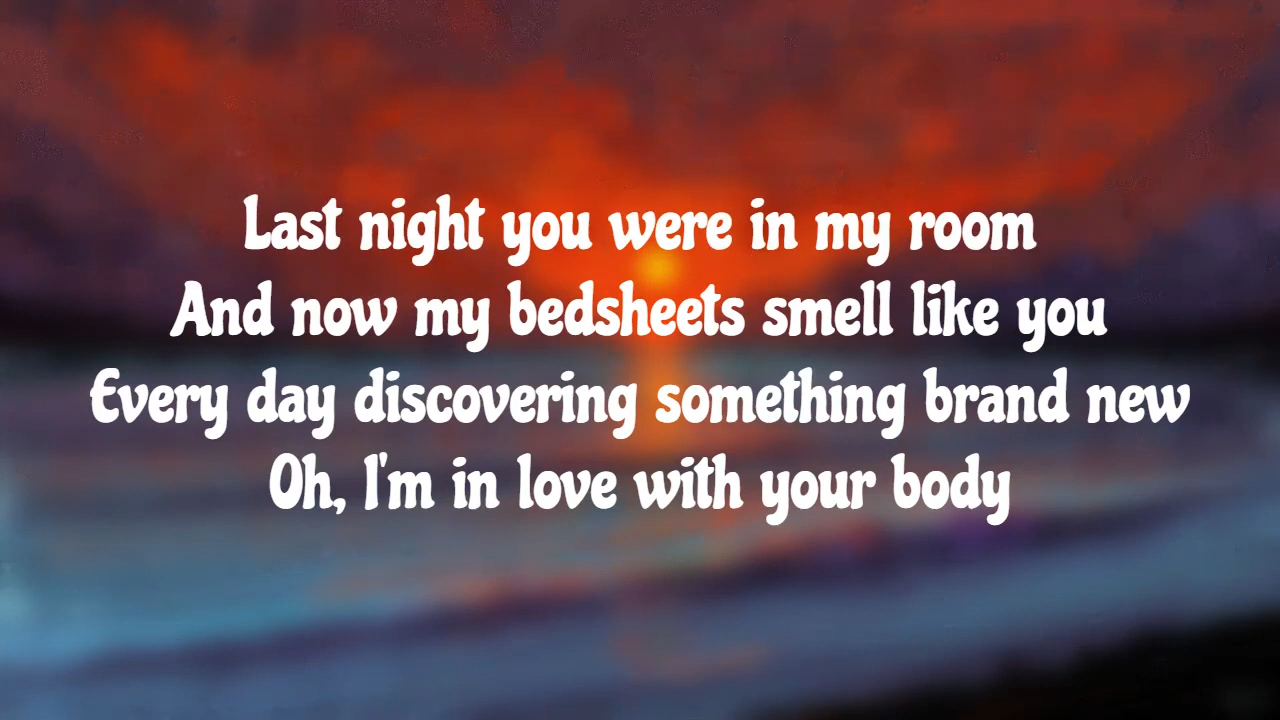 Last night you were in my room
And now my bedsheets smell like you
Every day discovering something brand new
Oh, I'm in love with your body